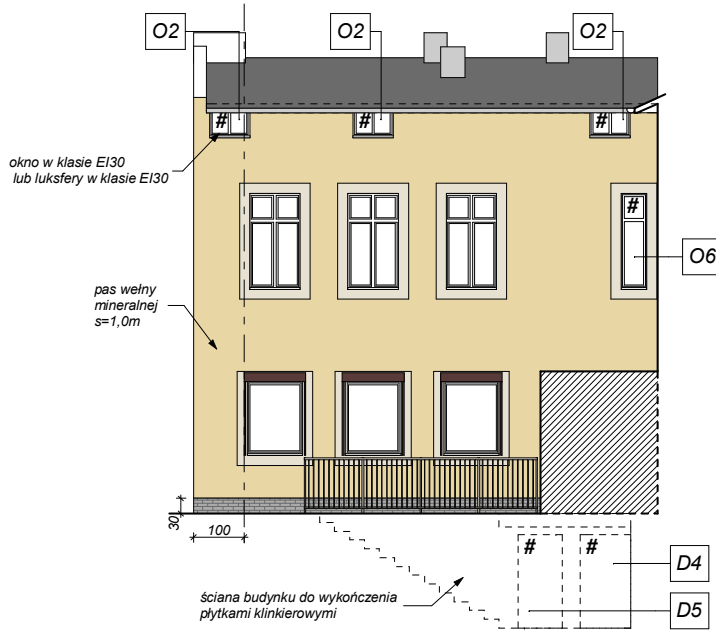 O2
O2
O2
#
#
#
okno w klasie EI30
lub luksfery w klasie EI30
#
O6
pas wełny
mineralnej
s=1,0m
30
100
#
#
D4
D5
ściana budynku do wykończenia
płytkami klinkierowymi